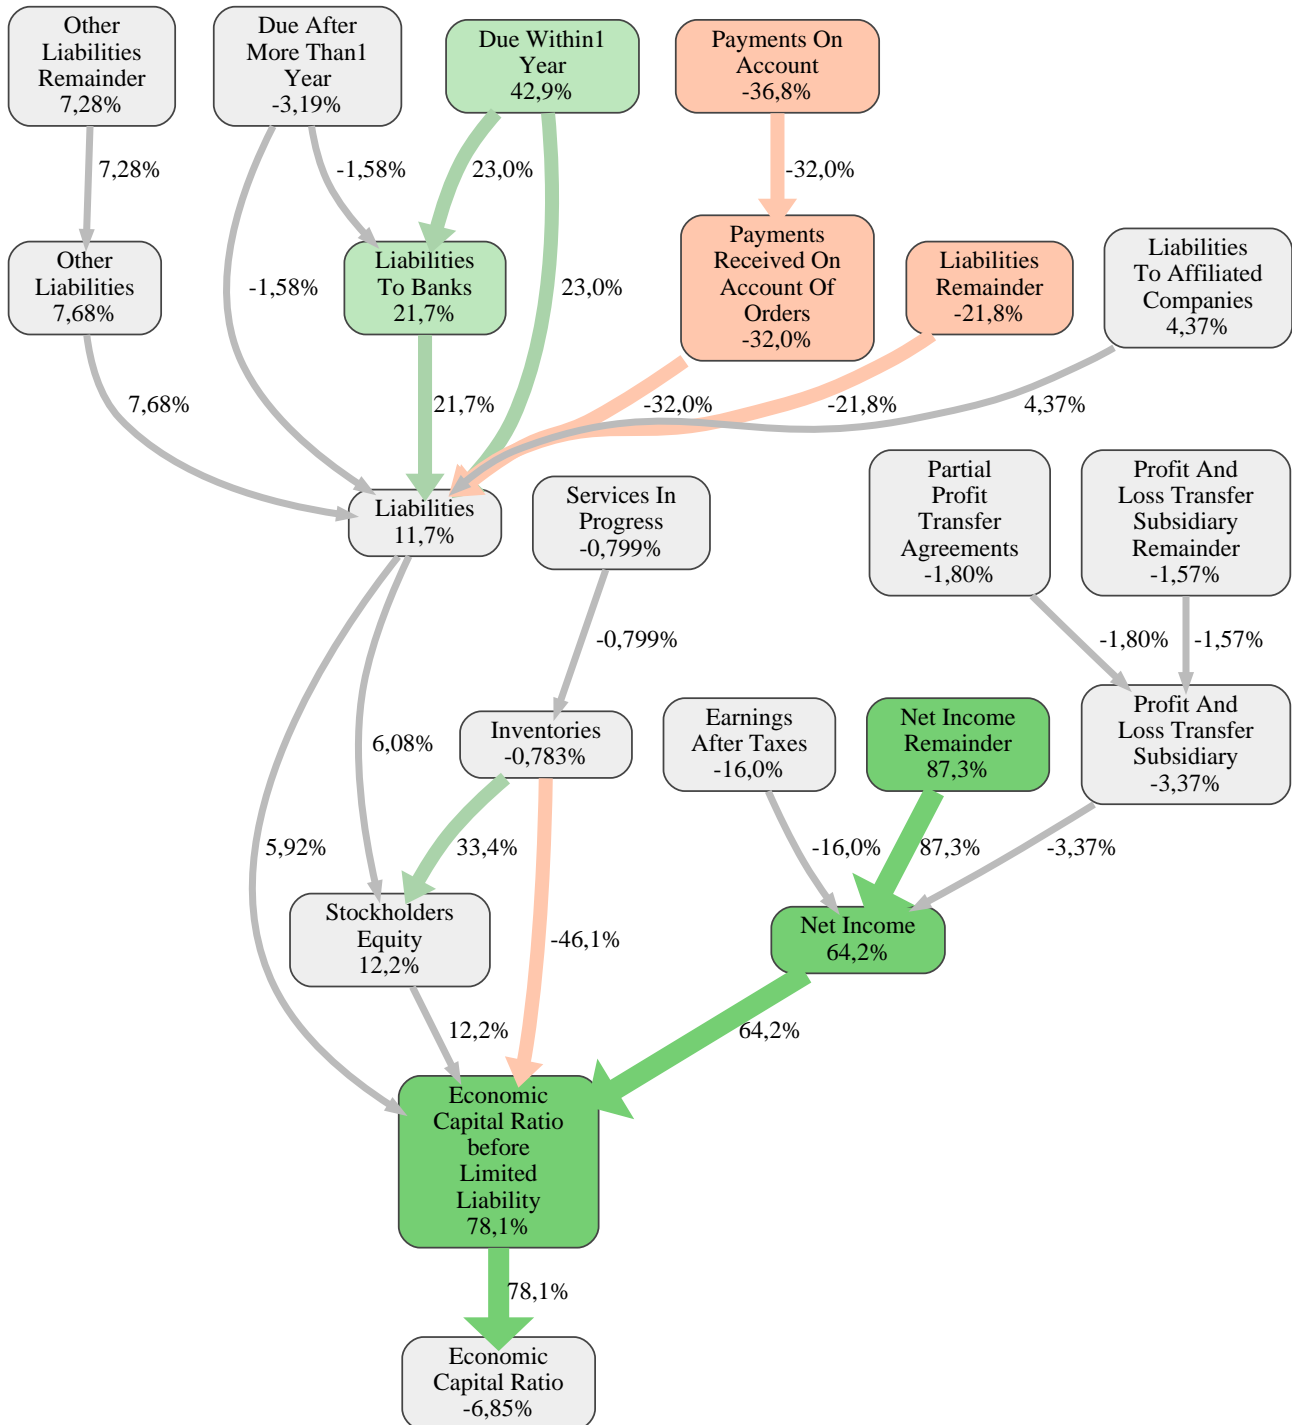 Other
Liabilities
Remainder
7,28%
Due After
More Than1
Year
-3,19%
Due Within1
Year
42,9%
Payments On
Account
-36,8%
7,28%
-1,58%
23,0%
-32,0%
Other
Liabilities
7,68%
-1,58%
Liabilities
To Banks
21,7%
23,0%
Payments
Received On
Account Of
Orders
-32,0%
Liabilities
Remainder
-21,8%
Liabilities
To Affiliated
Companies
4,37%
7,68%
21,7%
-32,0%
-21,8%
4,37%
Liabilities
11,7%
Services In
Progress
-0,799%
Partial
Profit
Transfer
Agreements
-1,80%
Profit And
Loss Transfer
Subsidiary
Remainder
-1,57%
-0,799%
-1,80%
-1,57%
6,08%
Inventories
-0,783%
Earnings
After Taxes
-16,0%
Net Income
Remainder
87,3%
Profit And
Loss Transfer
Subsidiary
-3,37%
5,92%
33,4%
-16,0%
87,3%
-3,37%
Stockholders
Equity
12,2%
-46,1%
Net Income
64,2%
12,2%
64,2%
Economic
Capital Ratio
before
Limited
Liability
78,1%
78,1%
Economic
Capital Ratio
-6,85%